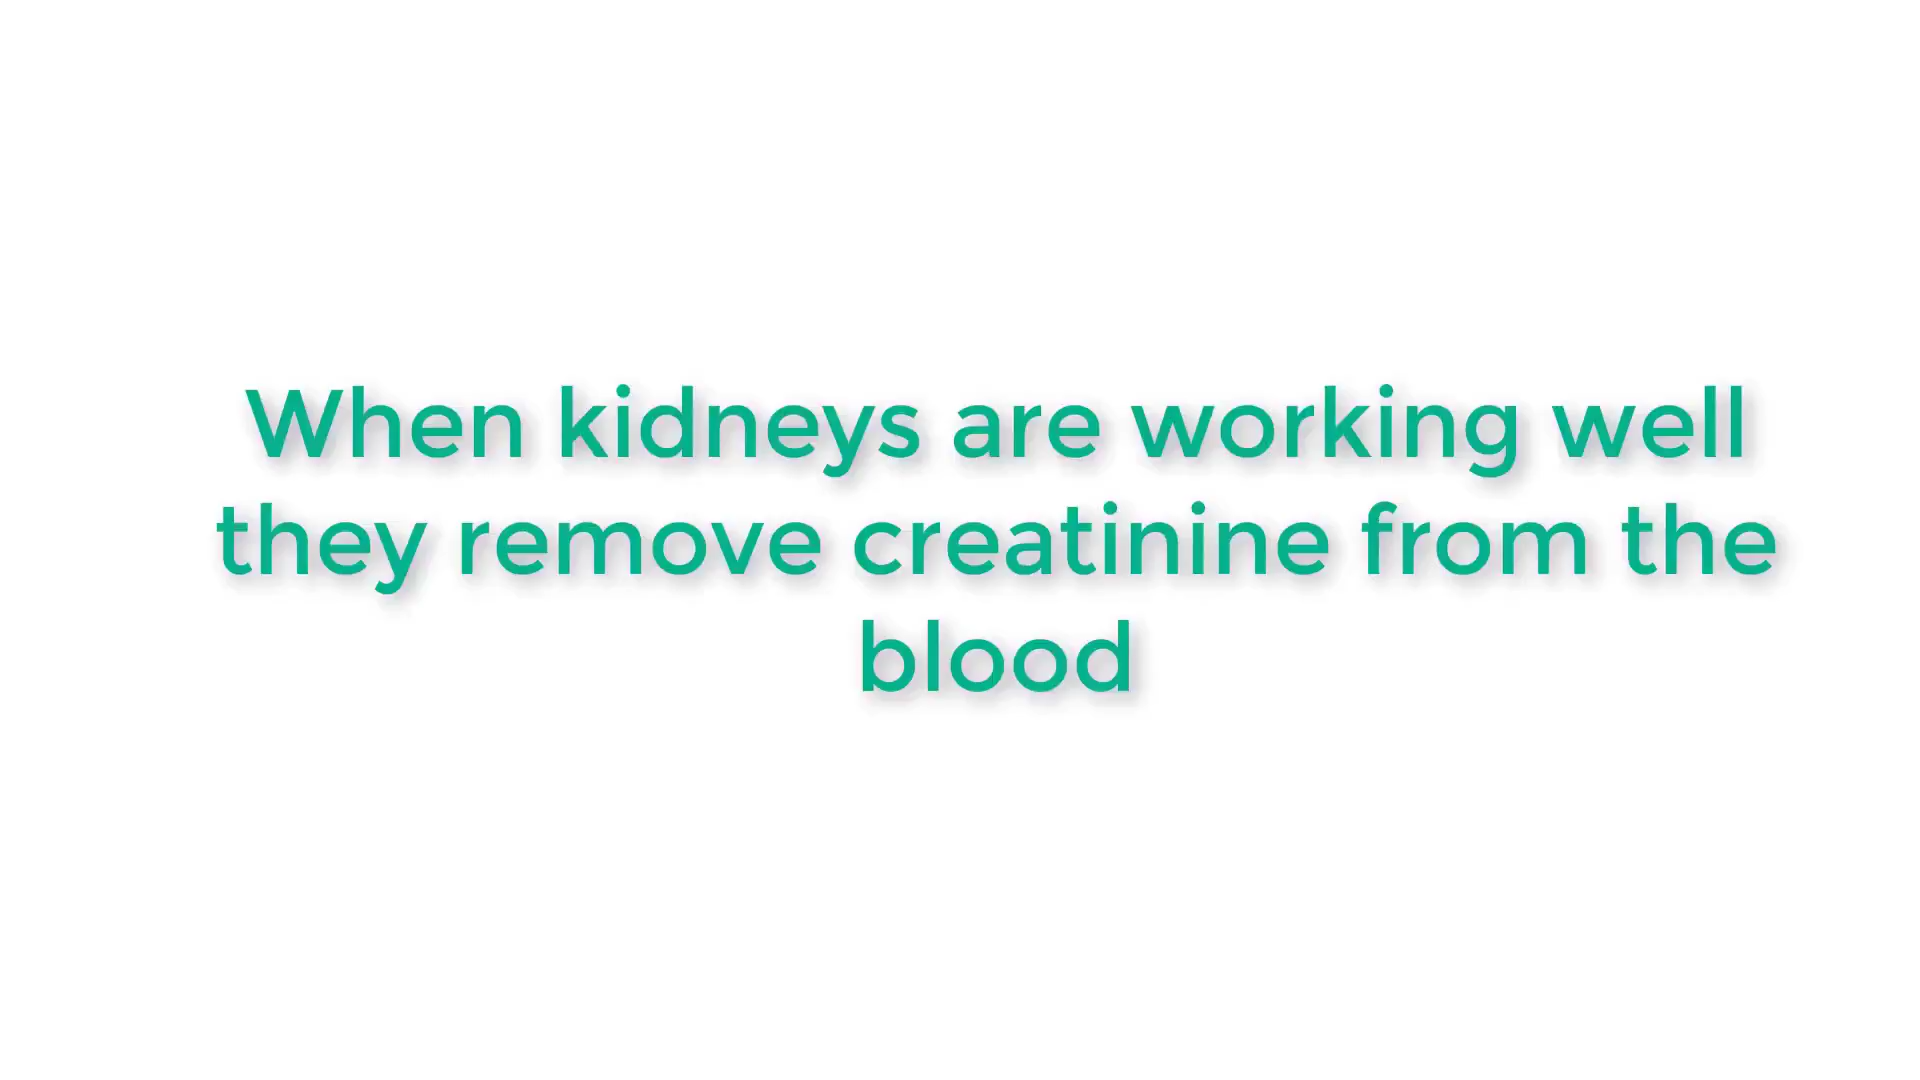 When kidneys are working well
they remove creatinine from the
blood